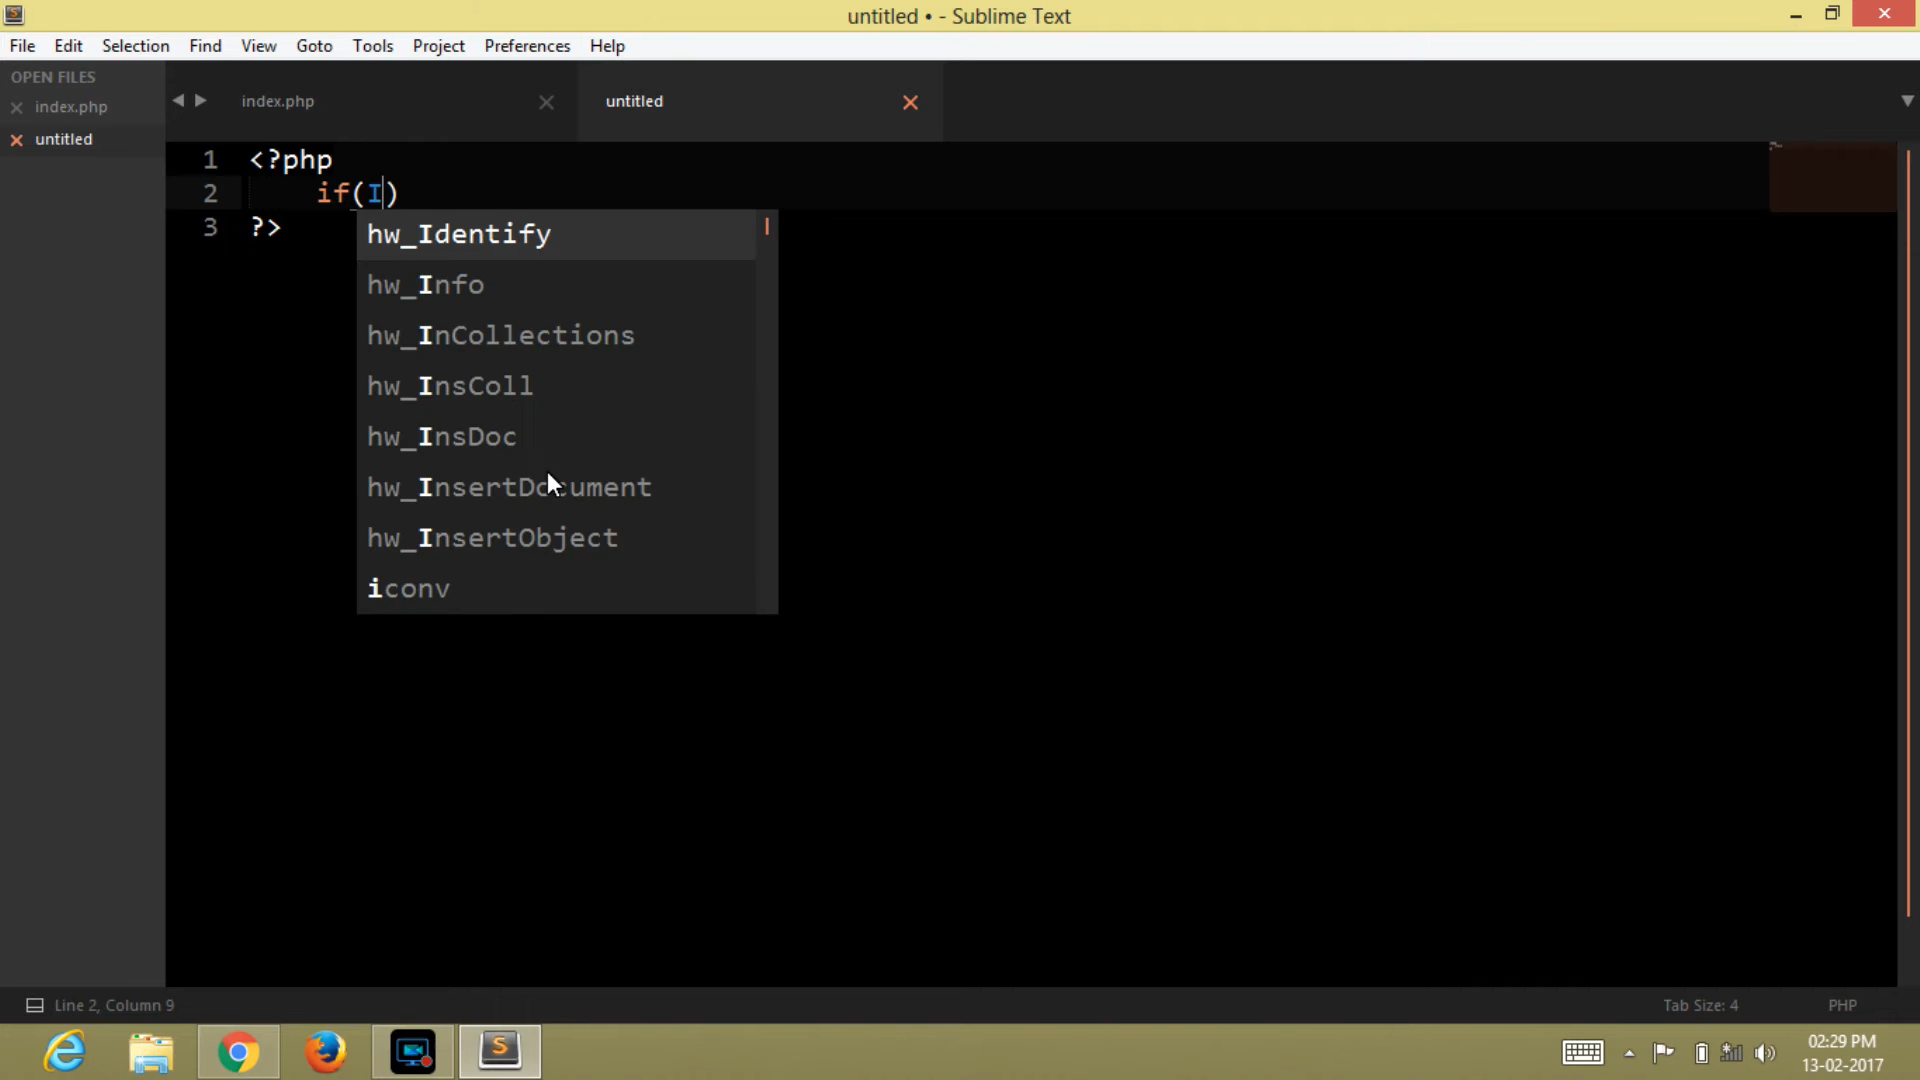 untitled • - Sublime Text
File Edit Selection Find View Goto Tools Project Preferences Help
OPEN FILES
index.php
untitled
index.php
untitled
1 <?php
2 if(I)
3 ?>
hw_Identify
hw_Info
hw_InCollections
hw_InsColl
hw_InsDoc
hw_InsertDocument
hw_InsertObject
iconv
Line 2, Column 9
Tab Size: 4
PHP
02:29 PM
13-02-2017